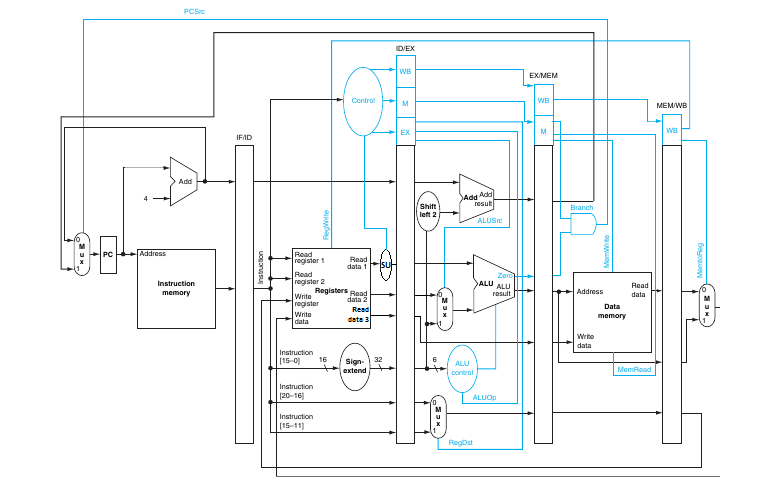 PCSrc
ID/EX
WB
EX/MEM
Control
M
WB
MEM/WB
EX
M
WB
IF/ID
Add
4
Shift
left 2
Add Add
result
ALUSrc
Branch
RegWrite
MemWrite
MemtoReg
0
M
u
x
1
PC
Address
Instruction
memory
Instruction
Read
register 1
Read
register 2
Write
register
Write
data
Registers
Read
data 1
Read
data 2
Read
data 3
SU
0
M
u
x
1
Zero
ALU
ALU
result
Address
Read
data
Data
memory
Write
data
0
M
u
x
1
MemRead
Instruction
[15–0]
16
Sign-
extend
32
6
ALU
control
ALUOp
Instruction
[20–16]
Instruction
[15–11]
0
M
u
x
1
RegDst